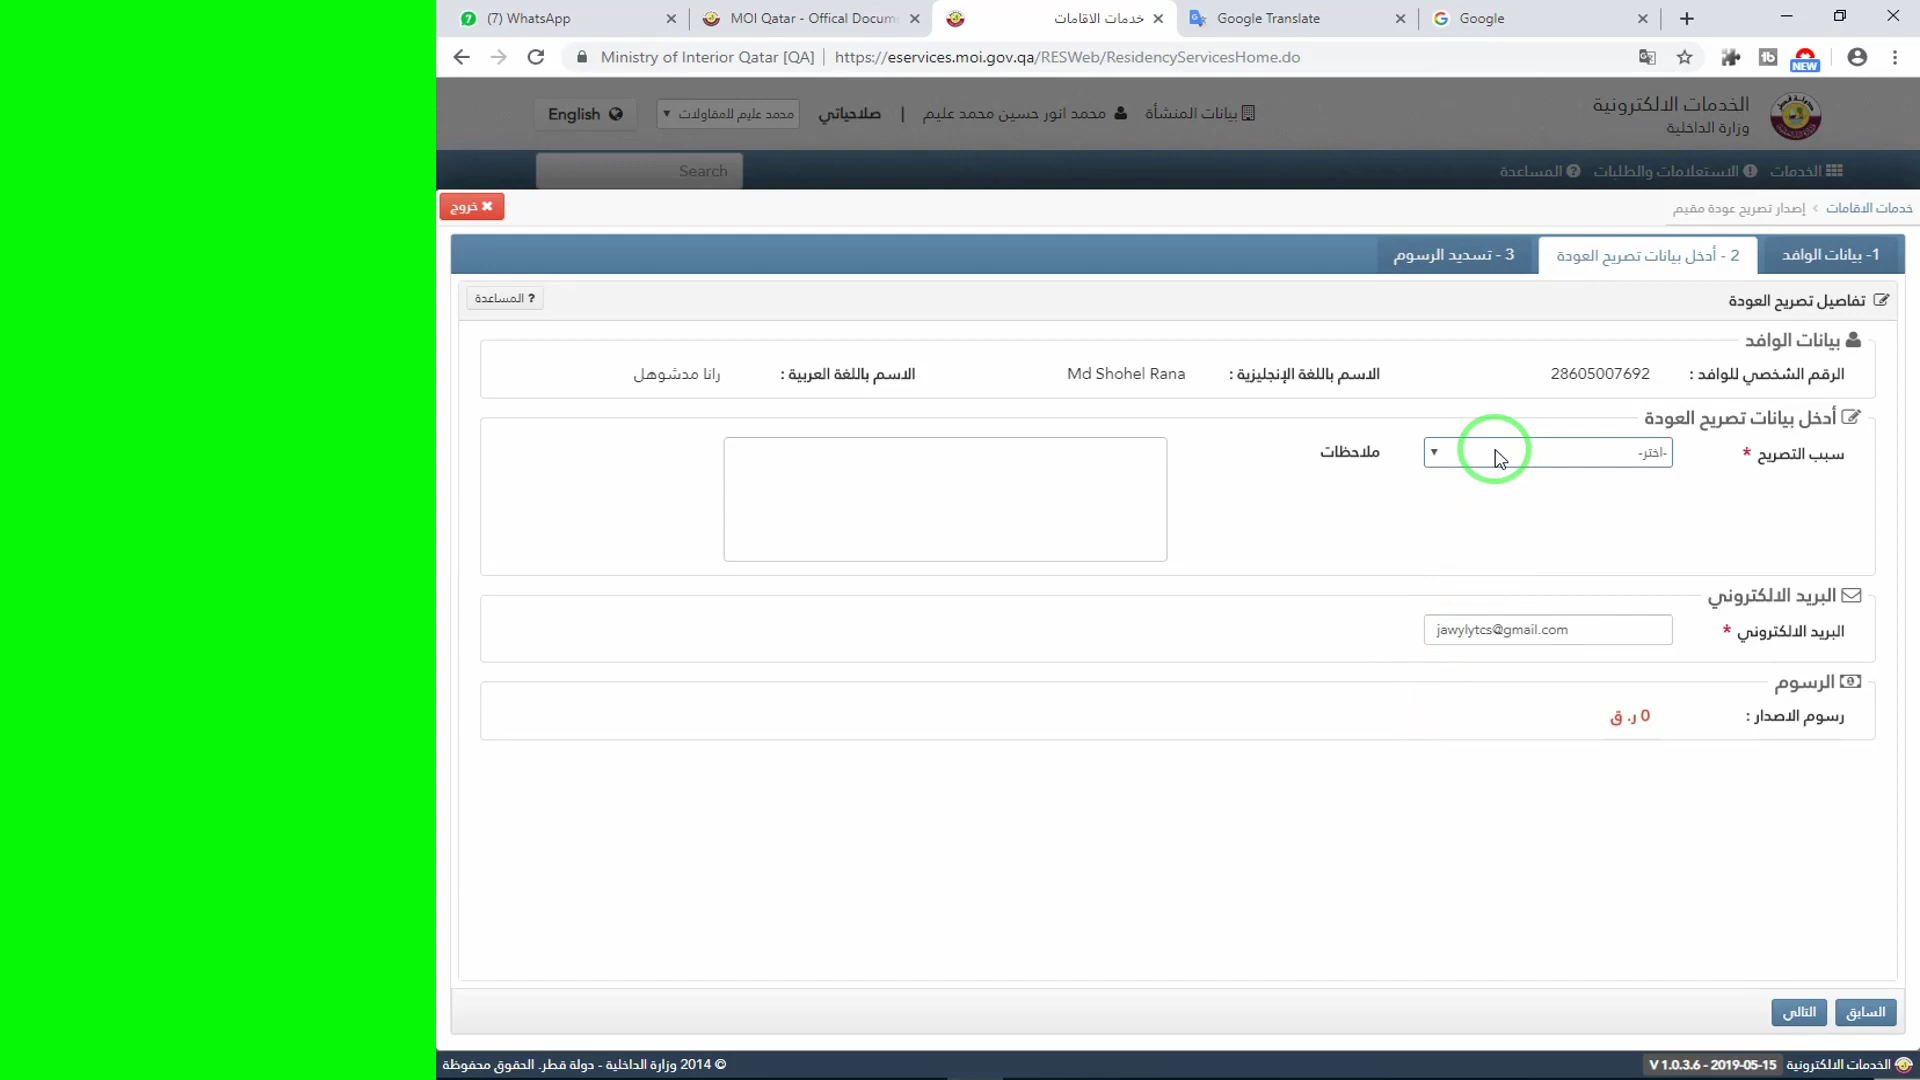 (7) WhatsApp
MOI Qatar - Offical Docum
خدمات الاقامات
Google Translate
Google
Ministry of Interior Qatar [QA] | https://eservices.moi.gov.qa/RESWeb/ResidencyServicesHome.do
NEW
الخدمات الالكترونية
وزارة الداخلية
بيانات المنشأة
محمد انور حسين محمد عليم
|
صلاحياتي
محمد عليم للمقاولات
English
الخدمات
الاستعلامات والطلبات
المساعدة
Search
خدمات الاقامات › إصدار تصريح عودة مقيم
خروج
1- بيانات الوافد
2 - أدخل بيانات تصريح العودة
3 - تسديد الرسوم
تفاصيل تصريح العودة
? المساعدة
بيانات الوافد
الرقم الشخصي للوافد : 28605007692
الاسم باللغة الإنجليزية : Md Shohel Rana
الاسم باللغة العربية : رانا مدشوهل
أدخل بيانات تصريح العودة
سبب التصريح *
-اختر-
ملاحظات
البريد الالكتروني
البريد الالكتروني *
jawylytcs@gmail.com
الرسوم
رسوم الاصدار : 0 ر. ق
السابق
التالي
الخدمات الالكترونية V 1.0.3.6 - 2019-05-15
© 2014 وزارة الداخلية - دولة قطر. الحقوق محفوظة